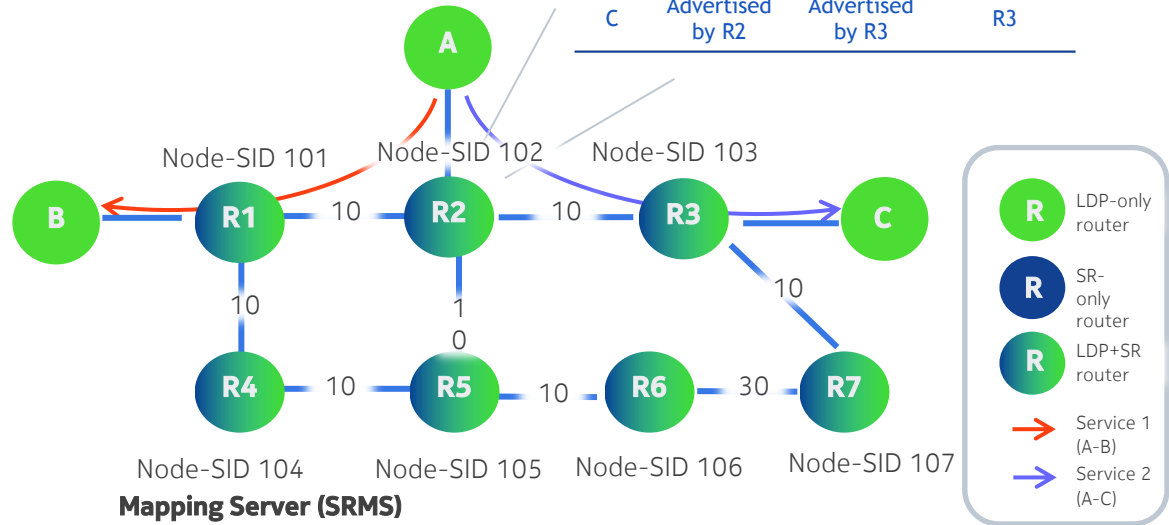 C
Advertised
by R2
Advertised
by R3
R3
A
Node-SID 101
Node-SID 102
Node-SID 103
B
R1
10
R2
10
R3
C
10
1
0
10
R4
10
R5
10
R6
30
R7
Node-SID 104
Node-SID 105
Node-SID 106
Node-SID 107
Mapping Server (SRMS)
R
LDP-only
router
R
SR-
only
router
R
LDP+SR
router
Service 1
(A-B)
Service 2
(A-C)